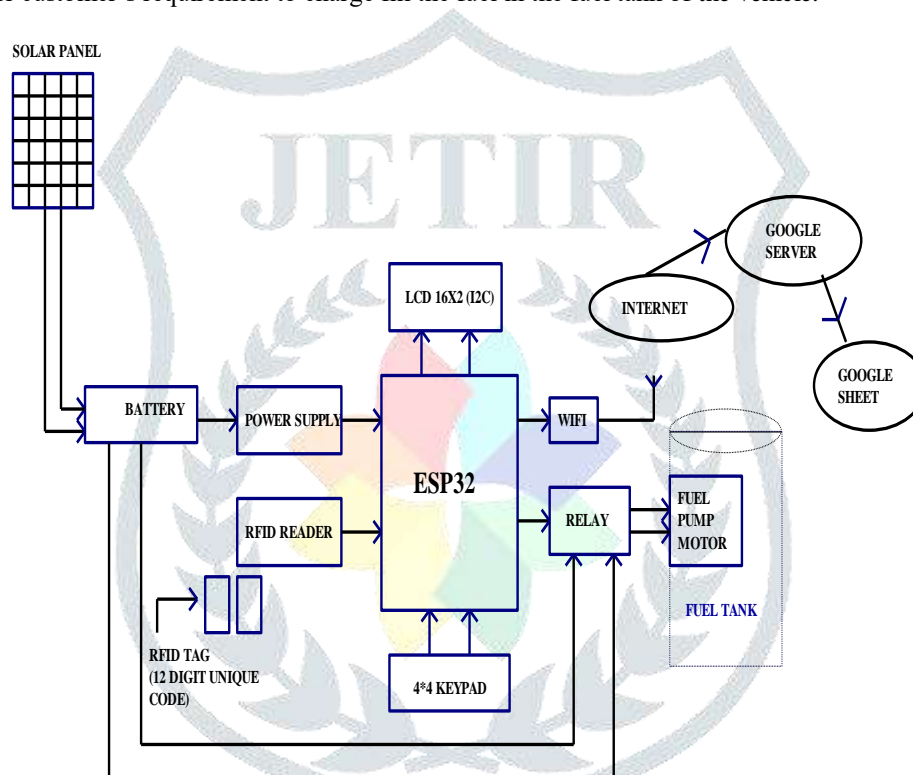 customer's requirement to charge fill the fuel in the fuel tank of the vehicle.
SOLAR PANEL
JETIR
GOOGLE
SERVER
LCD 16X2 (I2C)
INTERNET
GOOGLE
SHEET
BATTERY
POWER SUPPLY
WIFI
ESP32
RFID READER
RELAY
FUEL
PUMP
MOTOR
FUEL TANK
RFID TAG
(12 DIGIT UNIQUE
CODE)
4*4 KEYPAD